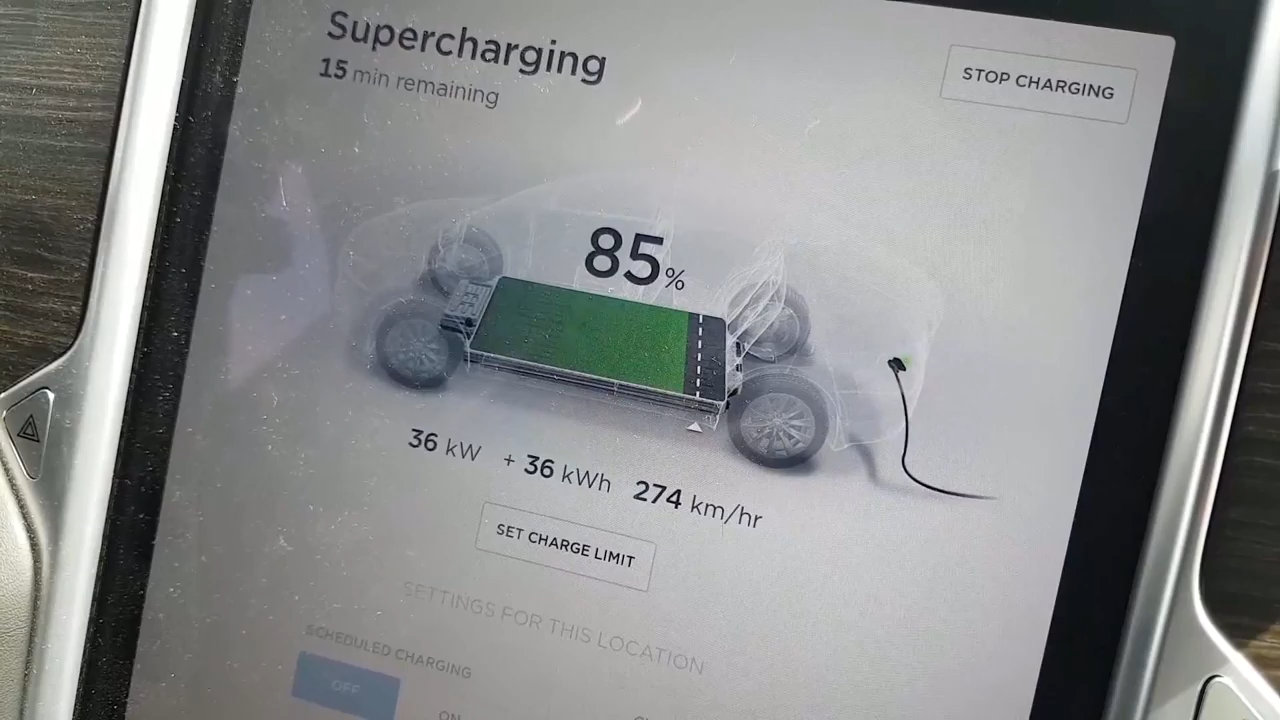 Supercharging
15 min remaining
STOP CHARGING
85%
36 kW + 36 kWh 274 km/hr
SET CHARGE LIMIT
SETTINGS FOR THIS LOCATION
SCHEDULED CHARGING
OFF
ON